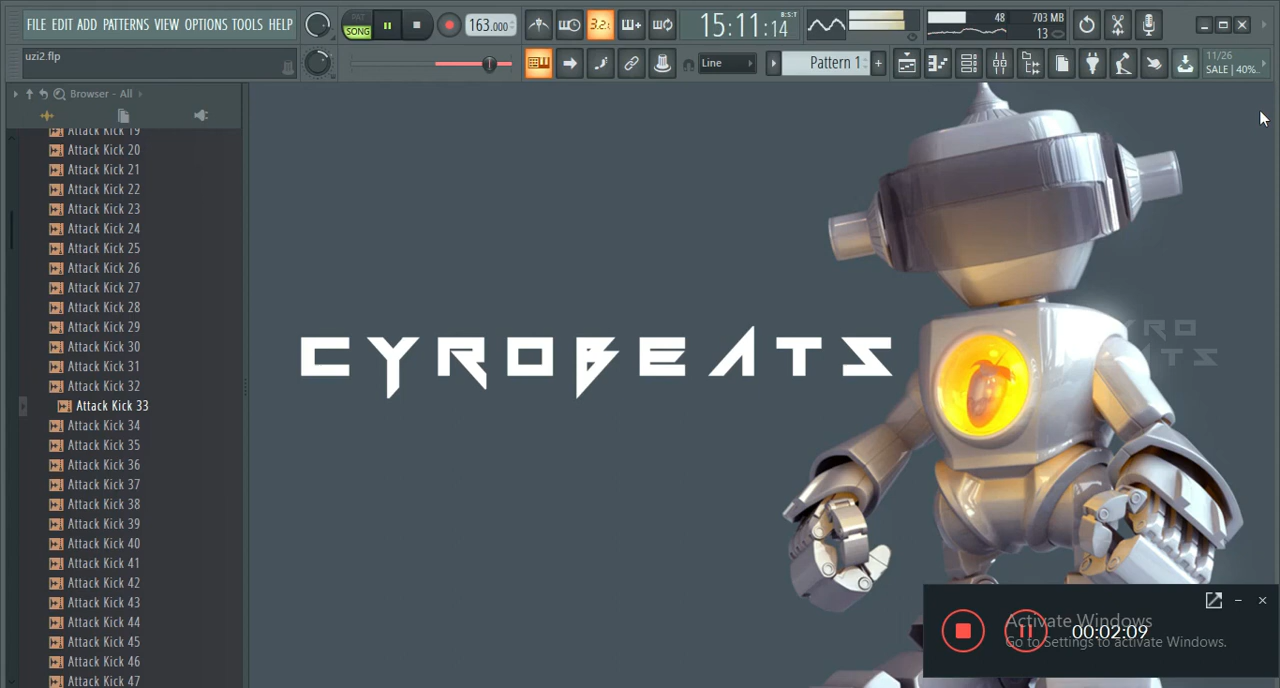 FILE EDIT ADD PATTERNS VIEW OPTIONS TOOLS HELP
PAT
SONG
163.000
3.2.
15:11:14
B:S:T
48
703 MB
13
uzi2.flp
Line
Pattern 1
11/26
SALE | 40%..
Browser - All
Attack Kick 19
Attack Kick 20
Attack Kick 21
Attack Kick 22
Attack Kick 23
Attack Kick 24
Attack Kick 25
Attack Kick 26
Attack Kick 27
Attack Kick 28
Attack Kick 29
Attack Kick 30
Attack Kick 31
Attack Kick 32
Attack Kick 33
Attack Kick 34
Attack Kick 35
Attack Kick 36
Attack Kick 37
Attack Kick 38
Attack Kick 39
Attack Kick 40
Attack Kick 41
Attack Kick 42
Attack Kick 43
Attack Kick 44
Attack Kick 45
Attack Kick 46
Attack Kick 47
CYROBEATS
YRO
ATS
Activate Windows
Go to Settings to activate Windows.
00:02:09